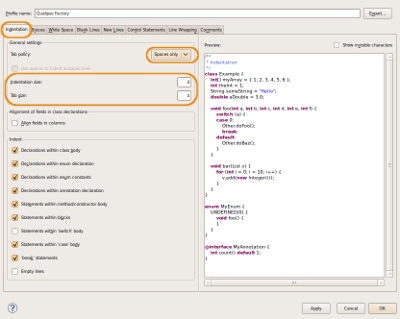 Profile name:
Export...
Indentation Braces White Space Blank Lines New Lines Control Statements Line Wrapping Comments
General settings
Tab policy:
Spaces only
Use spaces to indent wrapped lines
Indentation size:
Tab size:
Alignment of fields in class declarations
Align fields in columns
Indent
Declarations within class body
Declarations within enum declaration
Declarations within enum constants
Declarations within annotation declaration
Statements within method/constructor body
Statements within blocks
Statements within 'switch' body
Statements within 'case' body
'break' statements
Empty lines
Preview:
Show invisible characters
/**
* Indentation
*/
class Example {
int[] myArray = { 1, 2, 3, 4, 5, 6 };
int theInt = 1;
String someString = "Hello";
double aDouble = 3.0;
void foo(int a, int b, int c, int d, int e, int f) {
switch (a) {
case 0:
Other.doFoo();
break;
default:
Other.doBaz();
}
}
void bar(List v) {
for (int i = 0; i < 10; i++) {
v.add(new Integer(i));
}
}
}
enum MyEnum {
UNDEFINED(0) {
void foo() {
}
}
}
@interface MyAnnotation {
int count() default 1;
}
Apply
Cancel
OK